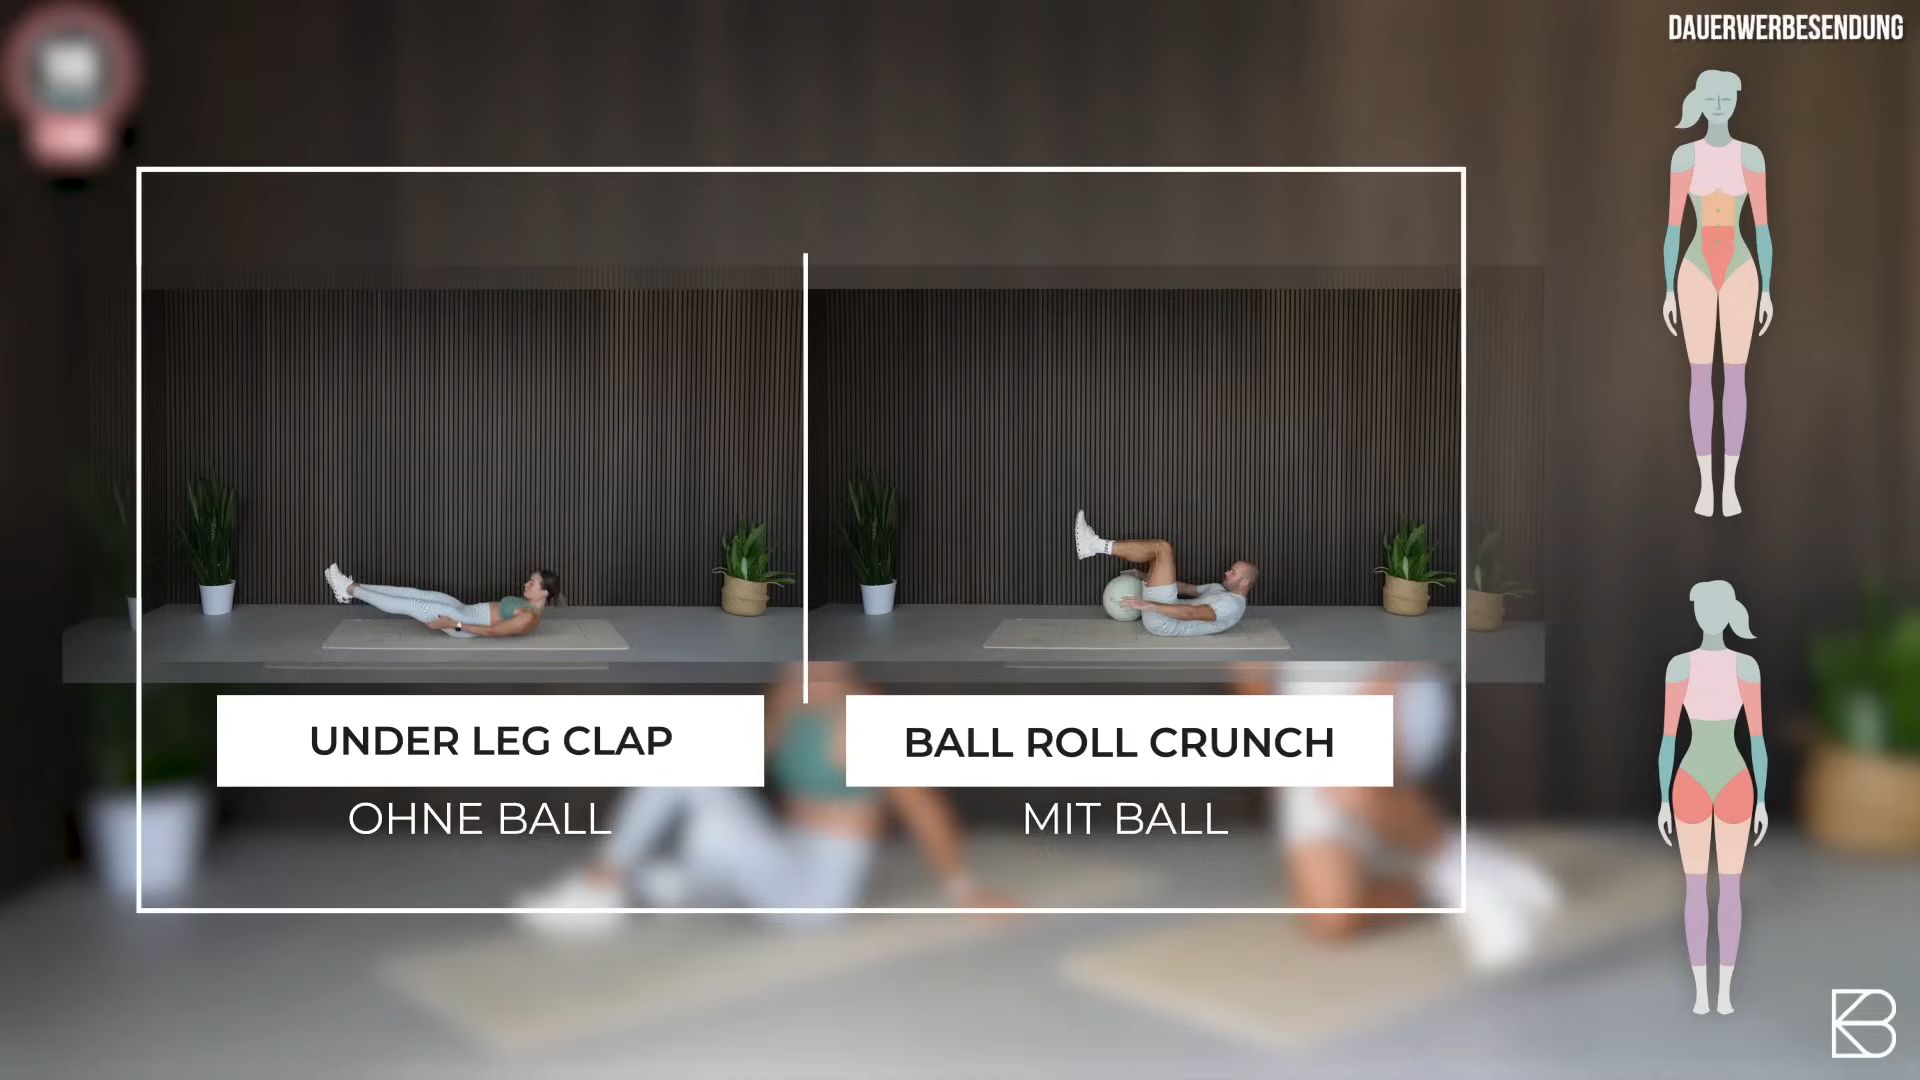 DAUERWERBESENDUNG
UNDER LEG CLAP
OHNE BALL
BALL ROLL CRUNCH
MIT BALL